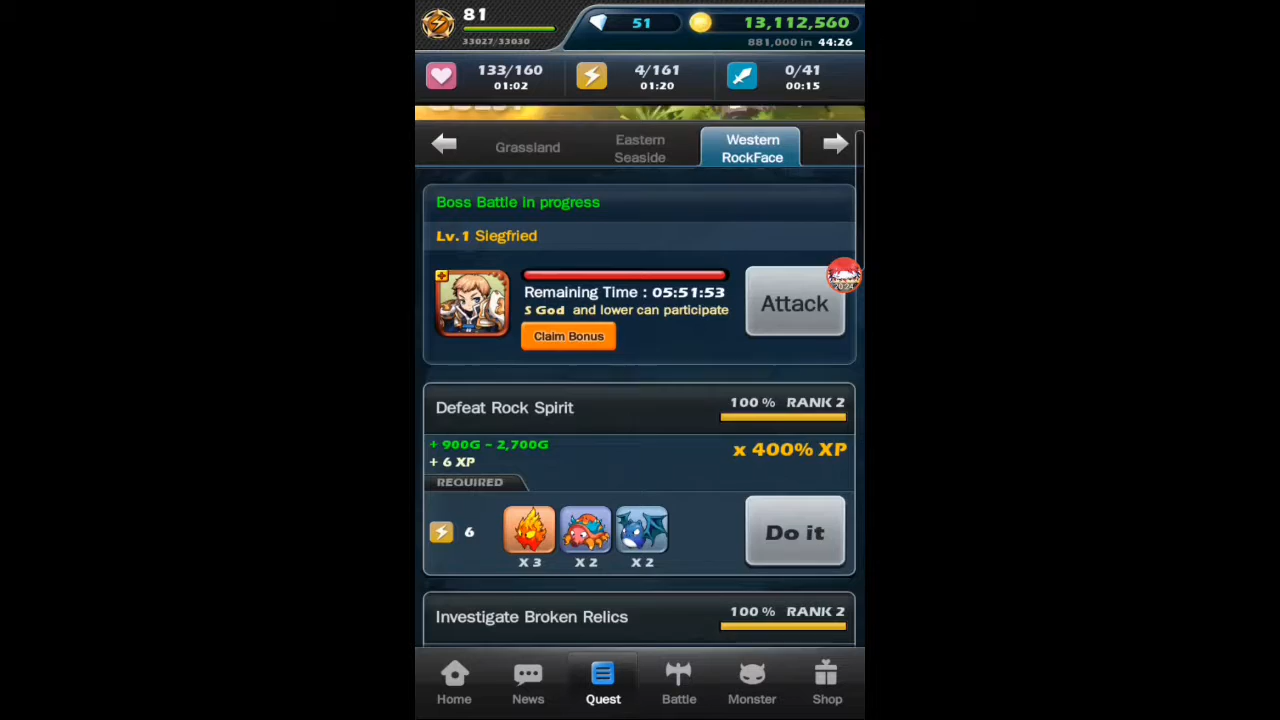 81
33027/33030
51
13,112,560
881,000 in 44:26
133/160
01:02
4/161
01:20
0/41
00:15
Grassland
Eastern
Seaside
Western
RockFace
Boss Battle in progress
Lv.1 Siegfried
Remaining Time : 05:51:53
S God and lower can participate
Claim Bonus
Attack
20:24
Defeat Rock Spirit
100 % RANK 2
+ 900G - 2,700G
+ 6 XP
x 400% XP
REQUIRED
6
X 3
X 2
X 2
Do it
Investigate Broken Relics
100 % RANK 2
Home
News
Quest
Battle
Monster
Shop